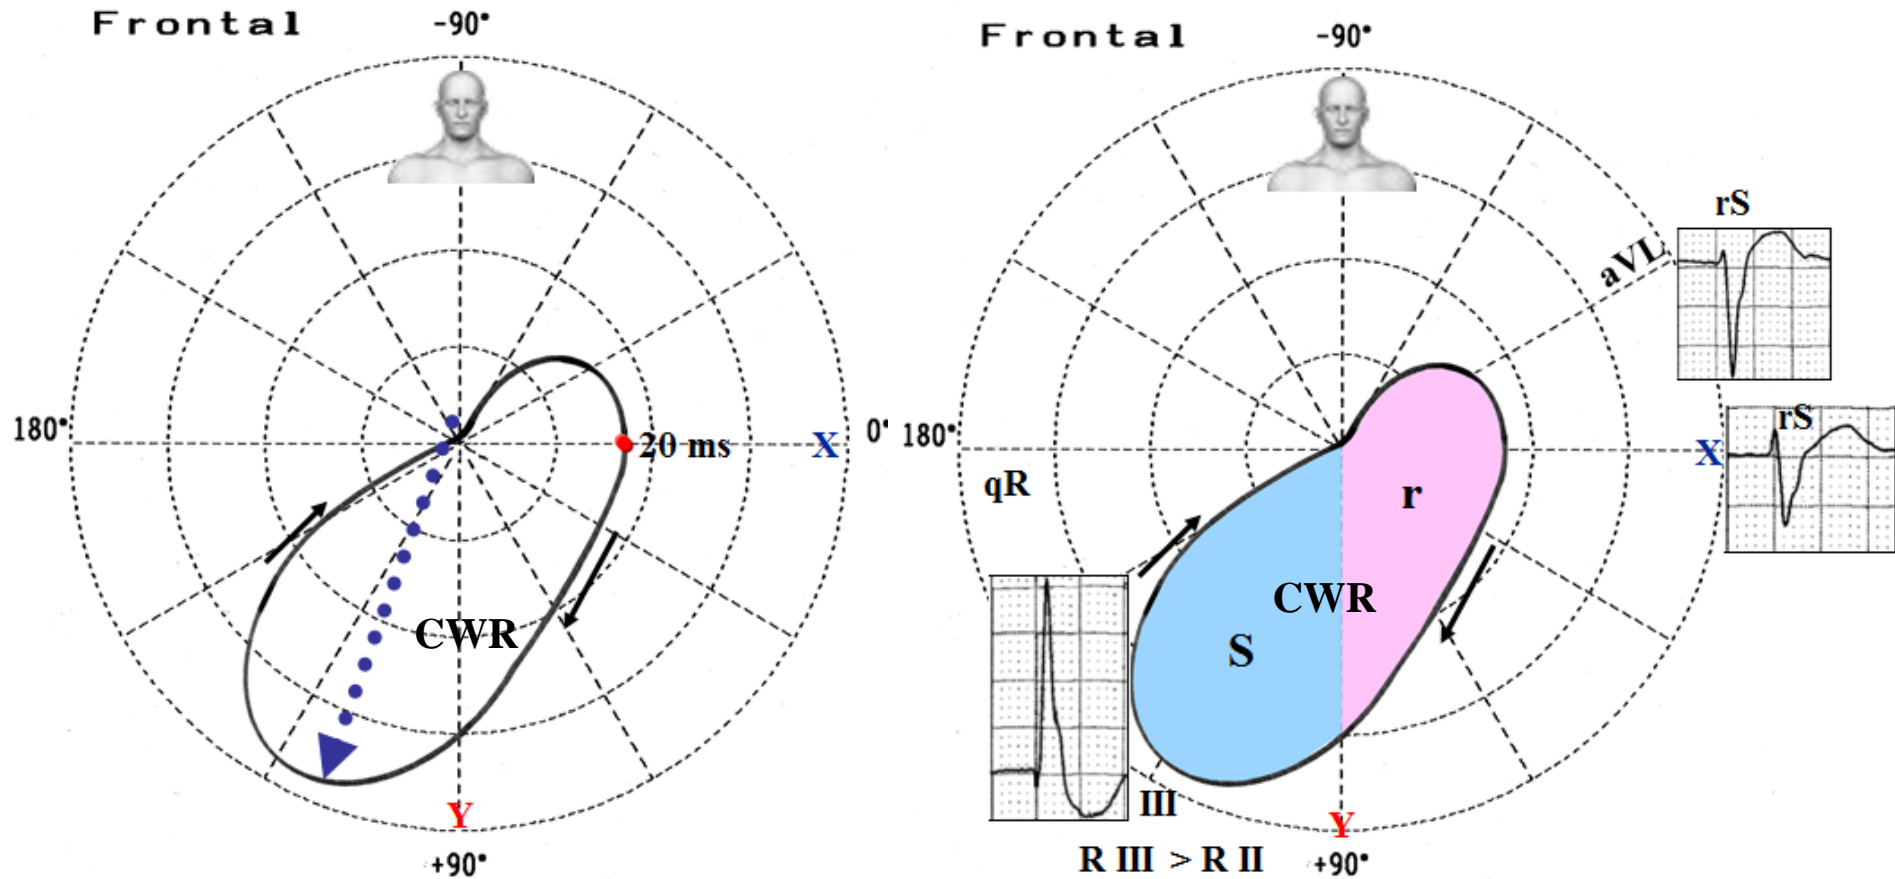 Frontal
-90°
180°
0°
20 ms
X
CWR
Y
+90°
Frontal
-90°
rS
aVL
rS
180°
X
qR
r
CWR
S
III
Y
R III > R II
+90°